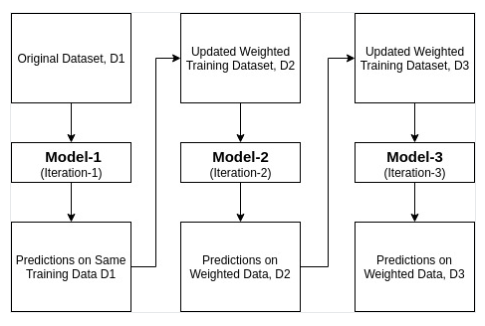 Original Dataset, D1
Model-1
(Iteration-1)
Predictions on Same
Training Data D1
Updated Weighted
Training Dataset, D2
Model-2
(Iteration-2)
Predictions on
Weighted Data, D2
Updated Weighted
Training Dataset, D3
Model-3
(Iteration-3)
Predictions on
Weighted Data, D3